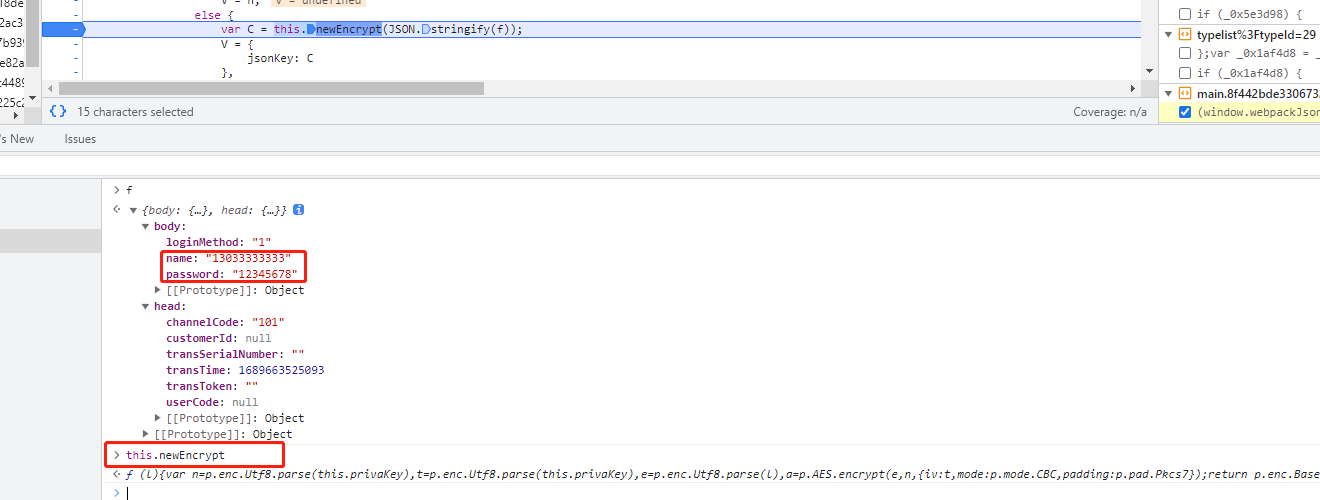 V = n; V = undefined
else {
var C = this.newEncrypt(JSON.stringify(f));
V = {
jsonKey: C
},
if (_0x5e3d98) {
typelist%3FtypeId=29
};var _0x1af4d8 = _
if (_0x1af4d8) {
main.8f442bde330673
(window.webpackJson
2ac3
7b939
e82a
c4489
225c2
{} 15 characters selected
Coverage: n/a
's New Issues
f
{body: {…}, head: {…}}
body:
loginMethod: "1"
name: "13033333333"
password: "12345678"
[[Prototype]]: Object
head:
channelCode: "101"
customerId: null
transSerialNumber: ""
transTime: 1689663525093
transToken: ""
userCode: null
[[Prototype]]: Object
[[Prototype]]: Object
this.newEncrypt
ƒ (l){var n=p.enc.Utf8.parse(this.privaKey),t=p.enc.Utf8.parse(this.privaKey),e=p.enc.Utf8.parse(l),a=p.AES.encrypt(e,n,{iv:t,mode:p.mode.CBC,padding:p.pad.Pkcs7});return p.enc.Base